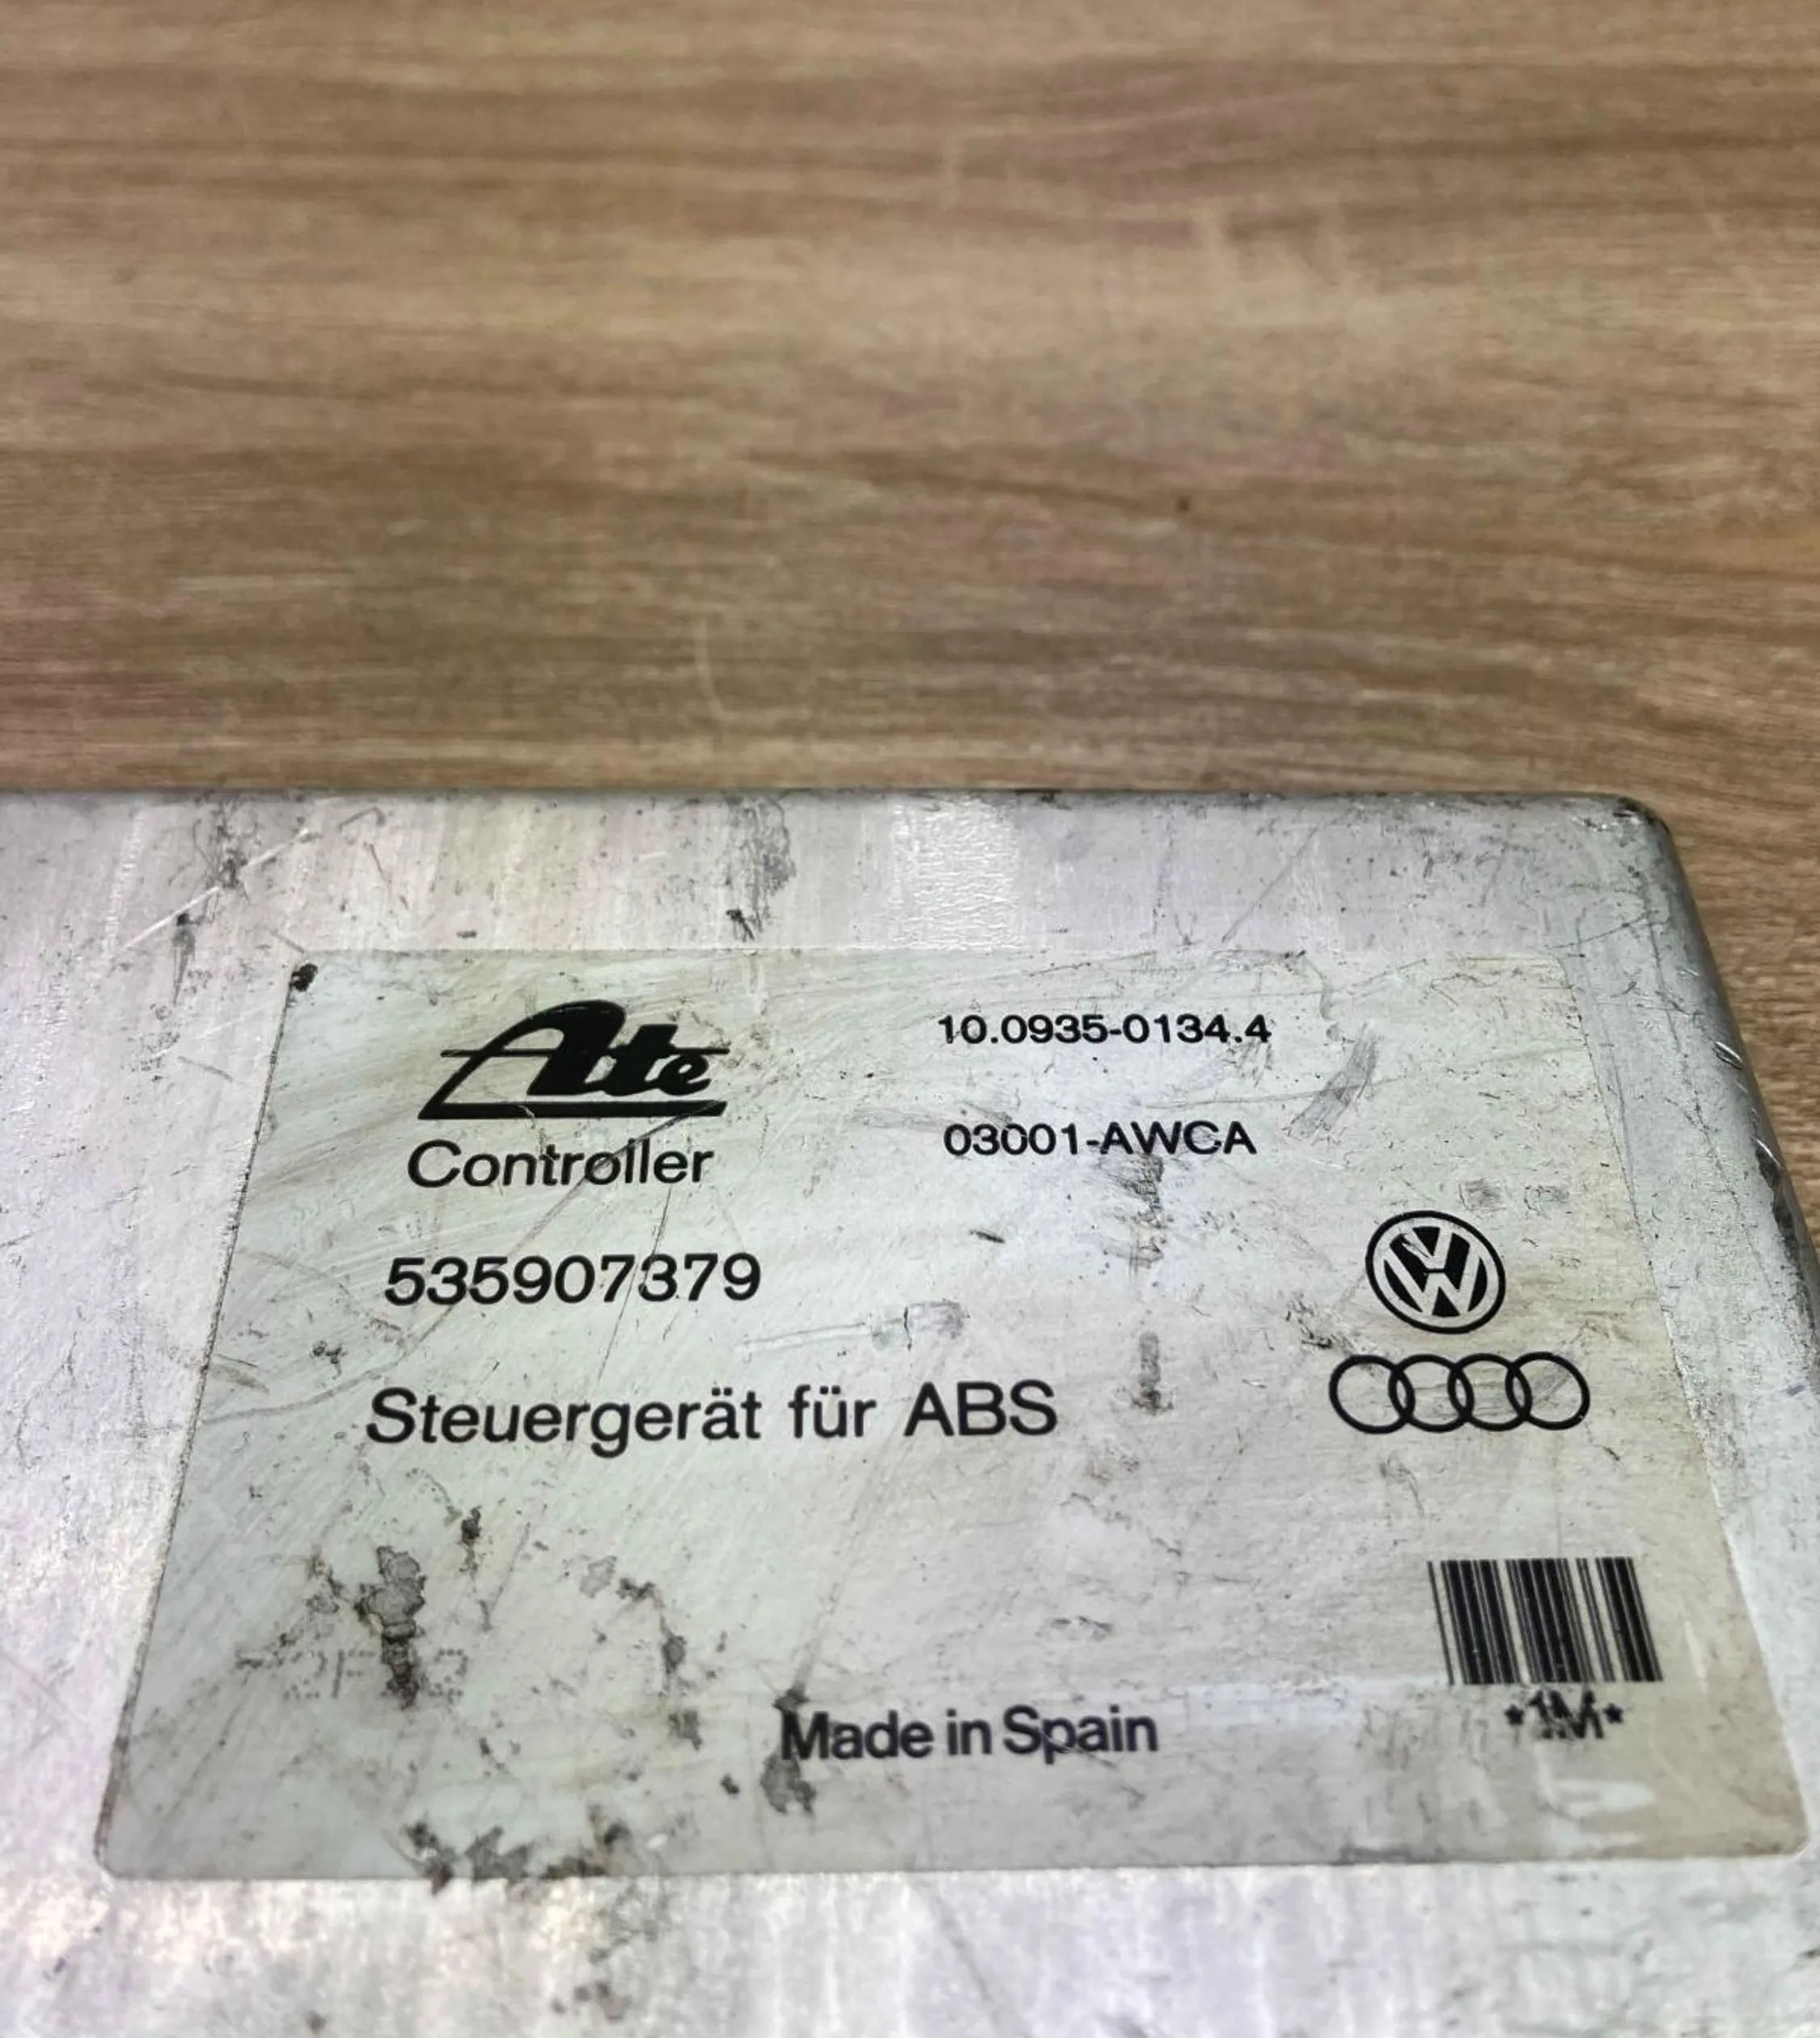 Ate
10.0935-0134.4
Controller
03001-AWCA
535907379
Steuergerät für ABS
*1M*
Made in Spain